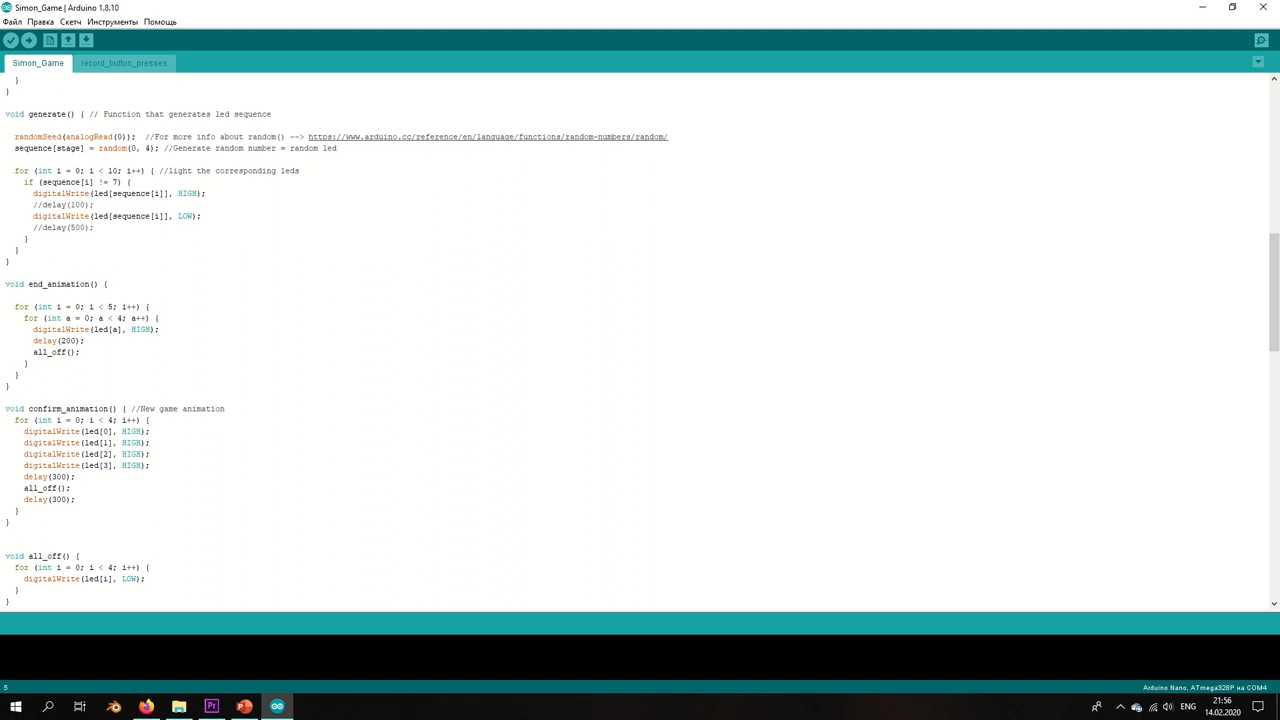 Simon_Game | Arduino 1.8.10
Файл Правка Скетч Инструменты Помощь
Simon_Game record_button_presses
}
}
void generate() { // Function that generates led sequence
randomSeed(analogRead(0)); //For more info about random() --> https://www.arduino.cc/reference/en/language/functions/random-numbers/random/
sequence[stage] = random(0, 4); //Generate random number = random led
for (int i = 0; i < 10; i++) { //light the corresponding leds
if (sequence[i] != 7) {
digitalWrite(led[sequence[i]], HIGH);
//delay(100);
digitalWrite(led[sequence[i]], LOW);
//delay(500);
}
}
}
void end_animation() {
for (int i = 0; i < 5; i++) {
for (int a = 0; a < 4; a++) {
digitalWrite(led[a], HIGH);
delay(200);
all_off();
}
}
}
void confirm_animation() { //New game animation
for (int i = 0; i < 4; i++) {
digitalWrite(led[0], HIGH);
digitalWrite(led[1], HIGH);
digitalWrite(led[2], HIGH);
digitalWrite(led[3], HIGH);
delay(300);
all_off();
delay(300);
}
}
void all_off() {
for (int i = 0; i < 4; i++) {
digitalWrite(led[i], LOW);
}
}
5 Arduino Nano, ATmega328P на COM4
Pr P ENG 21:56
14.02.2020